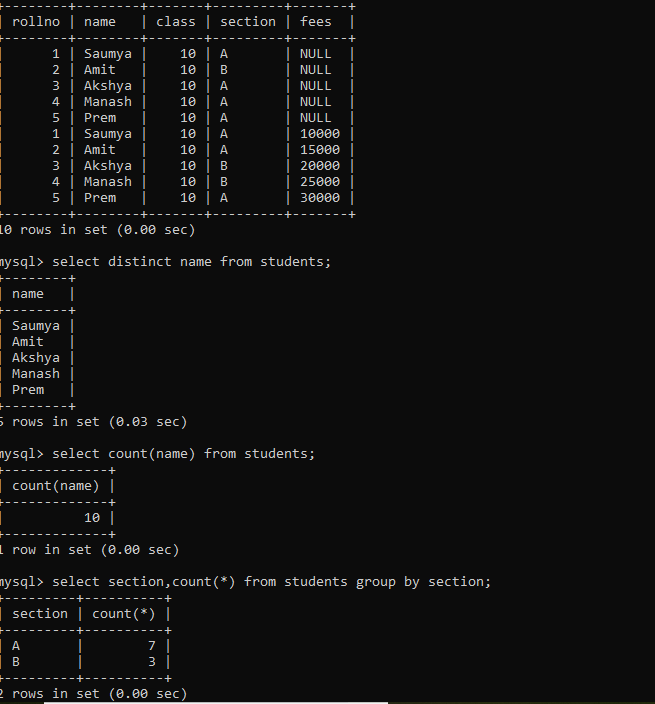 +--------+--------+-------+---------+-------+
| rollno | name   | class | section | fees  |
+--------+--------+-------+---------+-------+
|      1 | Saumya |    10 | A       | NULL  |
|      2 | Amit   |    10 | B       | NULL  |
|      3 | Akshya |    10 | A       | NULL  |
|      4 | Manash |    10 | A       | NULL  |
|      5 | Prem   |    10 | A       | NULL  |
|      1 | Saumya |    10 | A       | 10000 |
|      2 | Amit   |    10 | A       | 15000 |
|      3 | Akshya |    10 | B       | 20000 |
|      4 | Manash |    10 | B       | 25000 |
|      5 | Prem   |    10 | A       | 30000 |
+--------+--------+-------+---------+-------+
10 rows in set (0.00 sec)

mysql> select distinct name from students;
+--------+
| name   |
+--------+
| Saumya |
| Amit   |
| Akshya |
| Manash |
| Prem   |
+--------+
5 rows in set (0.03 sec)

mysql> select count(name) from students;
+-------------+
| count(name) |
+-------------+
|          10 |
+-------------+
1 row in set (0.00 sec)

mysql> select section,count(*) from students group by section;
+---------+----------+
| section | count(*) |
+---------+----------+
| A       |        7 |
| B       |        3 |
+---------+----------+
2 rows in set (0.00 sec)